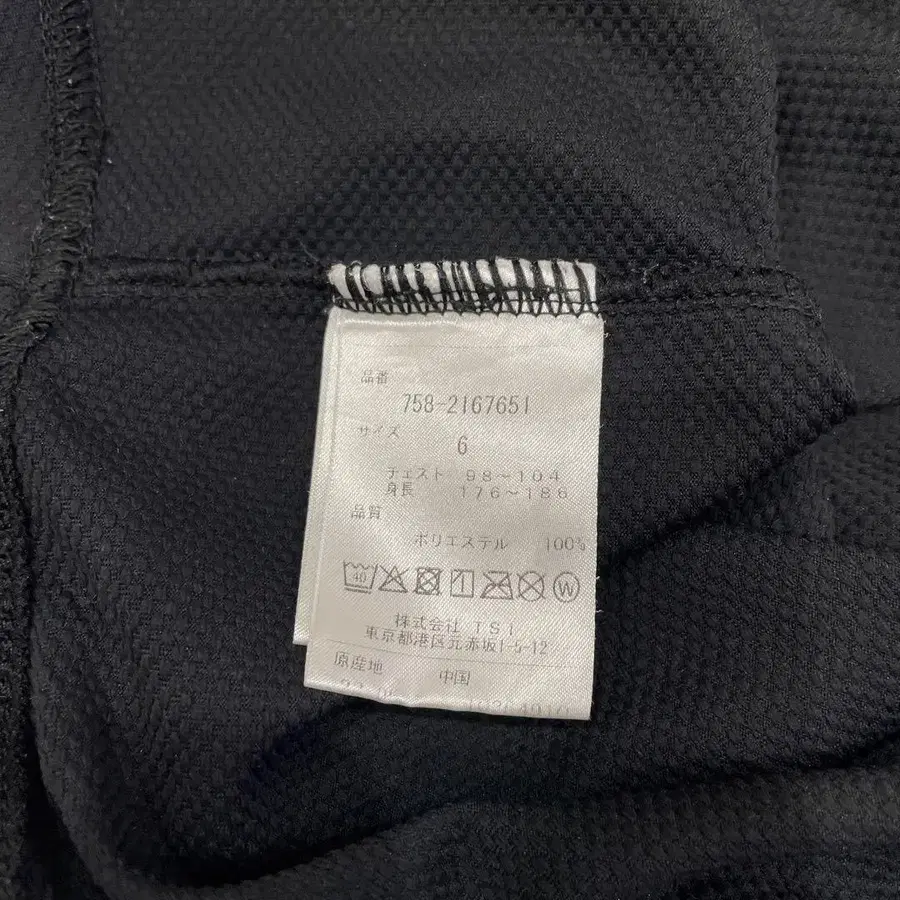 品番
758-2167651
サイズ
6
チェスト 98～104
身長 176～186
品質
ポリエステル 100%
40
W
株式会社 TSI
東京都港区元赤坂1-5-12
原産地 中国